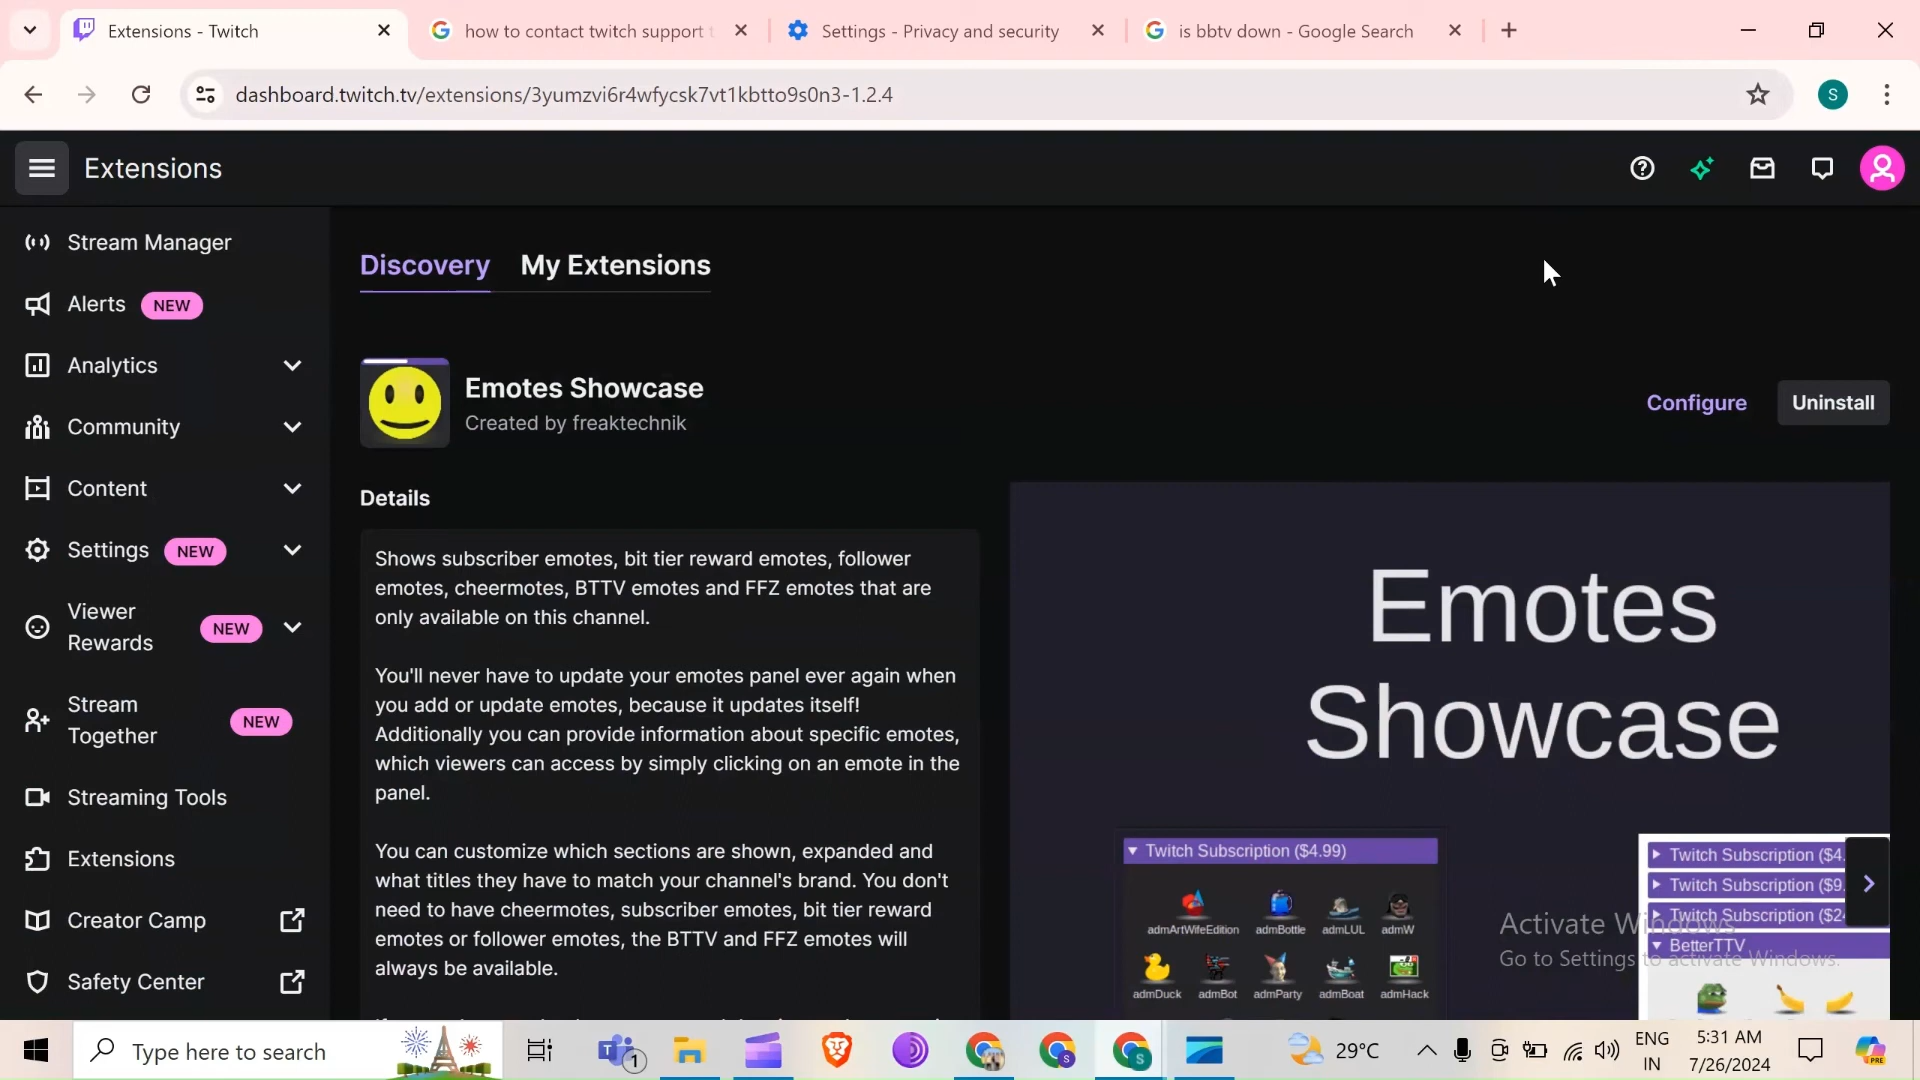 Extensions - Twitch
how to contact twitch support t
Settings - Privacy and security
is bbtv down - Google Search
dashboard.twitch.tv/extensions/3yumzvi6r4wfycsk7vt1kbtto9s0n3-1.2.4
S
Extensions
Stream Manager
Alerts NEW
Analytics
Community
Content
Settings NEW
Viewer Rewards NEW
Stream Together NEW
Streaming Tools
Extensions
Creator Camp
Safety Center
Discovery My Extensions
Emotes Showcase
Created by freaktechnik
Configure Uninstall
Details
Shows subscriber emotes, bit tier reward emotes, follower
emotes, cheermotes, BTTV emotes and FFZ emotes that are
only available on this channel.
You'll never have to update your emotes panel ever again when
you add or update emotes, because it updates itself!
Additionally you can provide information about specific emotes,
which viewers can access by simply clicking on an emote in the
panel.
You can customize which sections are shown, expanded and
what titles they have to match your channel's brand. You don't
need to have cheermotes, subscriber emotes, bit tier reward
emotes or follower emotes, the BTTV and FFZ emotes will
always be available.
Emotes
Showcase
Twitch Subscription ($4.99)
admArtWifeEdition admBottle admLUL admW
admDuck admBot admParty admBoat admHack
Twitch Subscription ($4.
Twitch Subscription ($9.
Twitch Subscription ($24
BetterTTV
Activate Windows
Go to Settings to activate Windows.
Type here to search
1
S
S
29°C
ENG
IN
5:31 AM
7/26/2024
PRE